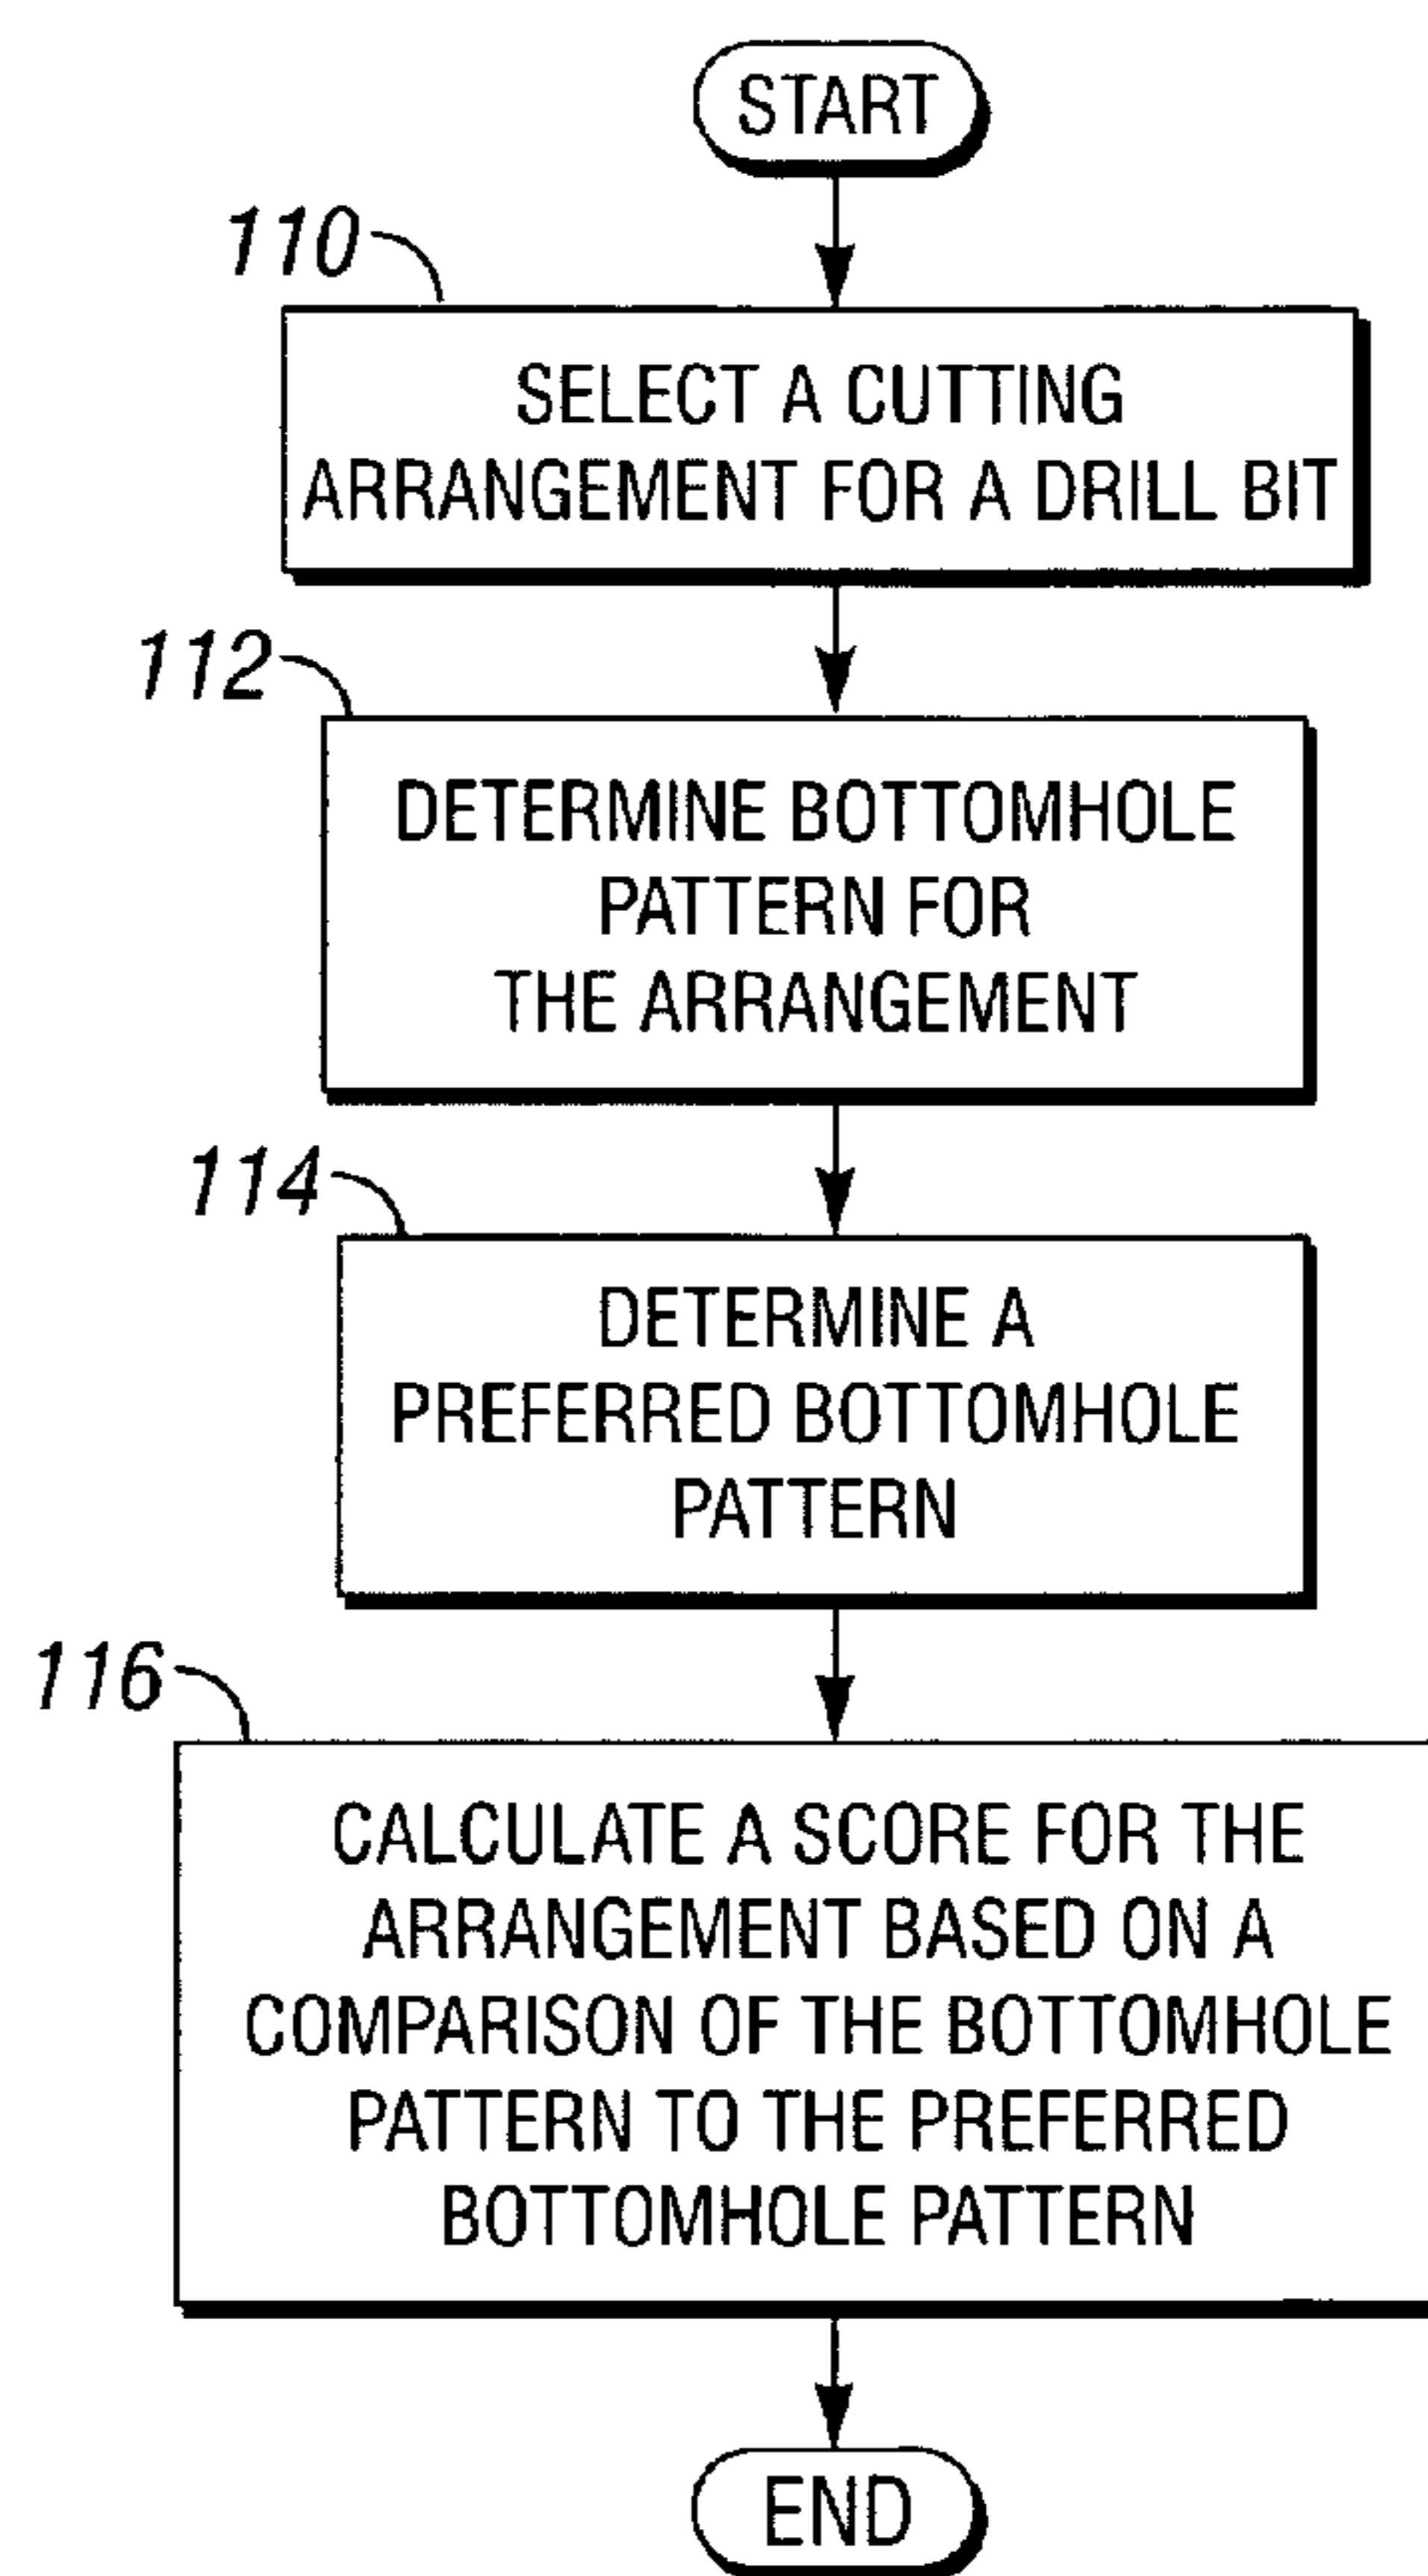 START
110
SELECT A CUTTING
ARRANGEMENT FOR A DRILL BIT
112
DETERMINE BOTTOMHOLE
PATTERN FOR
THE ARRANGEMENT
114
DETERMINE A
PREFERRED BOTTOMHOLE
PATTERN
116
CALCULATE A SCORE FOR THE
ARRANGEMENT BASED ON A
COMPARISON OF THE BOTTOMHOLE
PATTERN TO THE PREFERRED
BOTTOMHOLE PATTERN
END